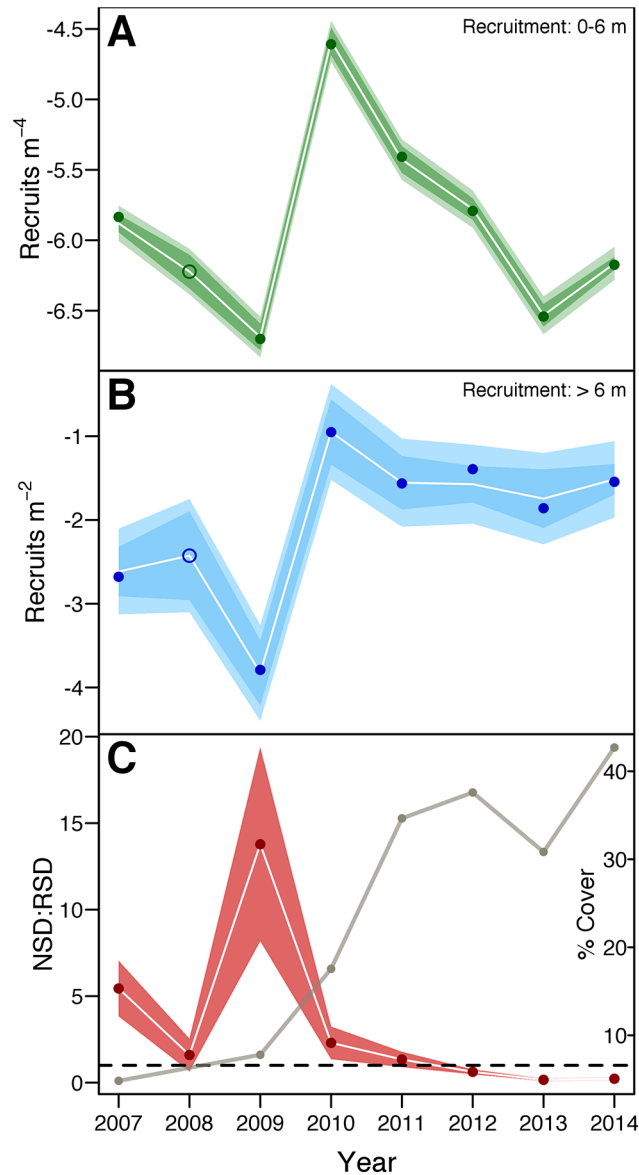 A
Recruitment: 0-6 m
-4.5
-5.0
-5.5
-6.0
-6.5
Recruits m⁻⁴
B
Recruitment: > 6 m
-1
-2
-3
-4
Recruits m⁻²
C
20
15
10
5
0
NSD:RSD
40
30
20
10
% Cover
2007 2008 2009 2010 2011 2012 2013 2014
Year